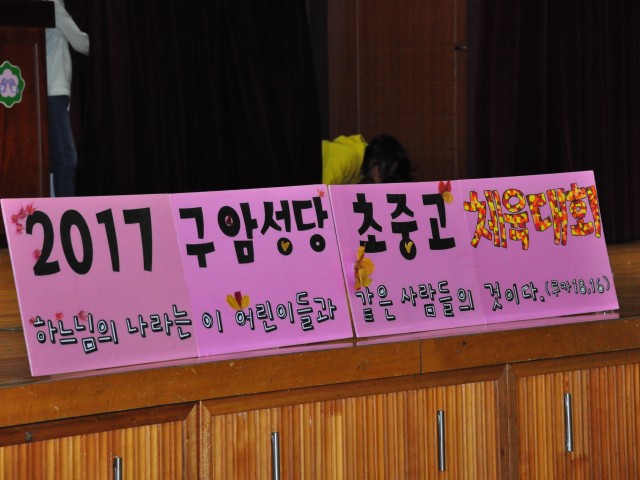 2017 구암성당 초중고 체육대회
하느님의 나라는 이 어린이들과 같은 사람들의 것이다.(루카18,16)